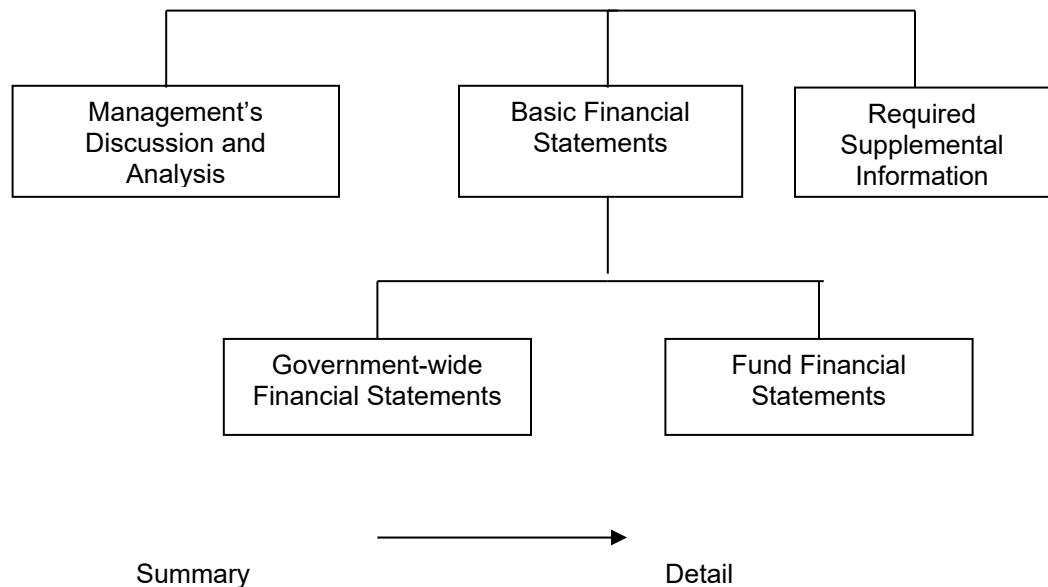 Management’s
Discussion and
Analysis
Basic Financial
Statements
Required
Supplemental
Information
Government-wide
Financial Statements
Fund Financial
Statements
Summary
Detail